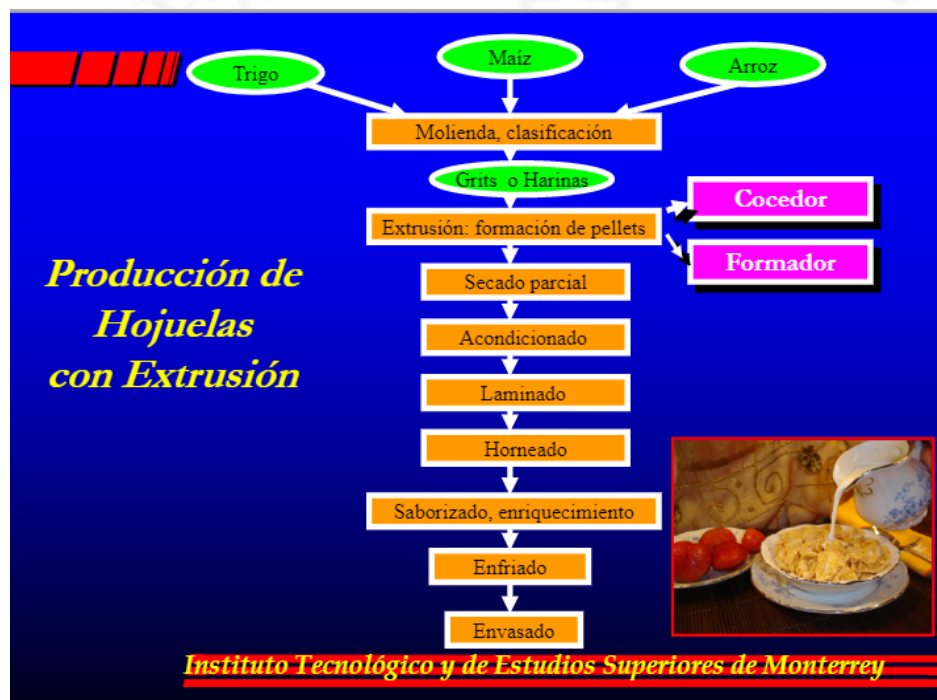 Trigo
Maíz
Arroz
Molienda, clasificación
Grits o Harinas
Cocedor
Extrusión: formación de pellets
Formador
Producción de
Hojuelas
con Extrusión
Secado parcial
Acondicionado
Laminado
Horneado
Saborizado, enriquecimiento
Enfriado
Envasado
Instituto Tecnológico y de Estudios Superiores de Monterrey